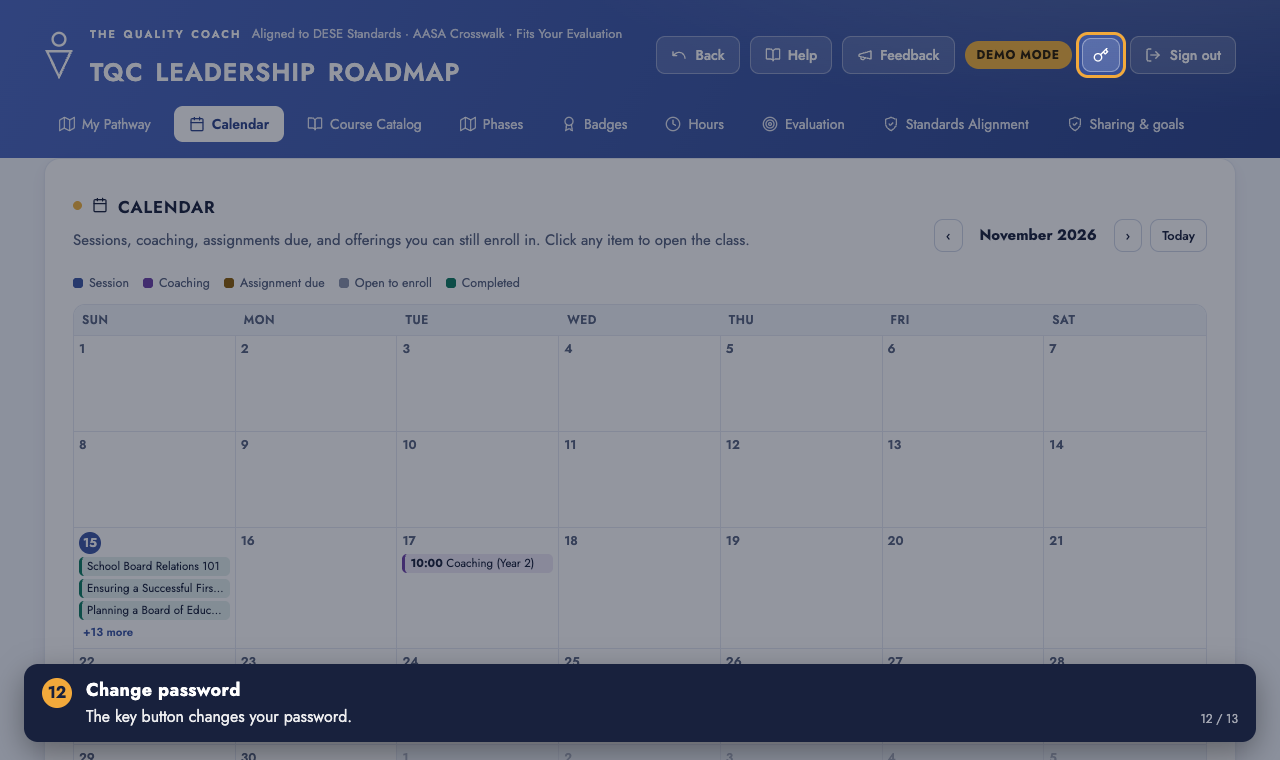 THE QUALITY COACH Aligned to DESE Standards · AASA Crosswalk · Fits Your Evaluation
TQC LEADERSHIP ROADMAP
Back
Help
Feedback
DEMO MODE
Sign out
My Pathway
Calendar
Course Catalog
Phases
Badges
Hours
Evaluation
Standards Alignment
Sharing & goals
CALENDAR
Sessions, coaching, assignments due, and offerings you can still enroll in. Click any item to open the class.
‹ November 2026 › Today
Session Coaching Assignment due Open to enroll Completed
SUN MON TUE WED THU FRI SAT
1 2 3 4 5 6 7
8 9 10 11 12 13 14
15 16 17 18 19 20 21
School Board Relations 101
10:00 Coaching (Year 2)
Ensuring a Successful Firs...
Planning a Board of Educ...
+13 more
22 23 24 25 26 27 28
12 Change password
The key button changes your password.
12 / 13
29 30 1 2 3 4 5